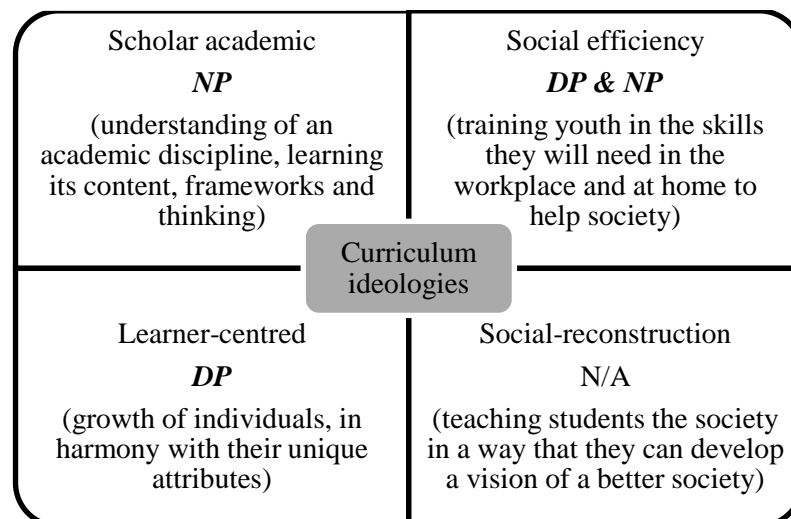 Scholar academic
NP
(understanding of an
academic discipline, learning
its content, frameworks and
thinking)
Social efficiency
DP & NP
(training youth in the skills
they will need in the
workplace and at home to
help society)
Curriculum
ideologies
Learner-centred
DP
(growth of individuals, in
harmony with their unique
attributes)
Social-reconstruction
N/A
(teaching students the society
in a way that they can develop
a vision of a better society)